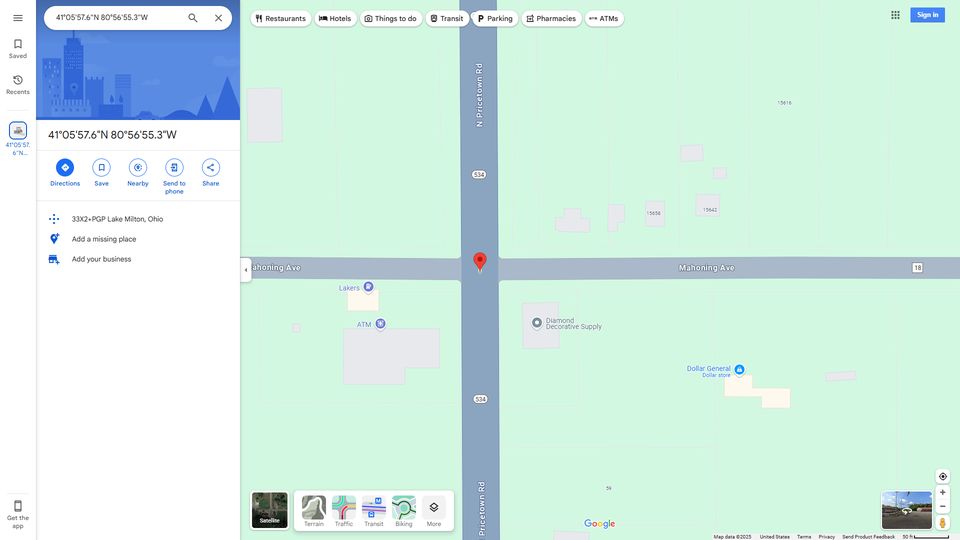 41°05'57.6"N 80°56'55.3"W
Restaurants
Hotels
Things to do
Transit
Parking
Pharmacies
ATMs
Sign in
Saved
Recents
41°05'57.
6"N...
41°05'57.6"N 80°56'55.3"W
Directions
Save
Nearby
Send to
phone
Share
33X2+PGP Lake Milton, Ohio
Add a missing place
Add your business
Get the
app
N Pricetown Rd
534
15616
15658
15642
ahoning Ave
Mahoning Ave
18
Lakers
ATM
Diamond
Decorative Supply
Dollar General
Dollar store
534
Pricetown Rd
59
Satellite
Terrain
Traffic
Transit
Biking
More
Google
Map data ©2025
United States
Terms
Privacy
Send Product Feedback
50 ft